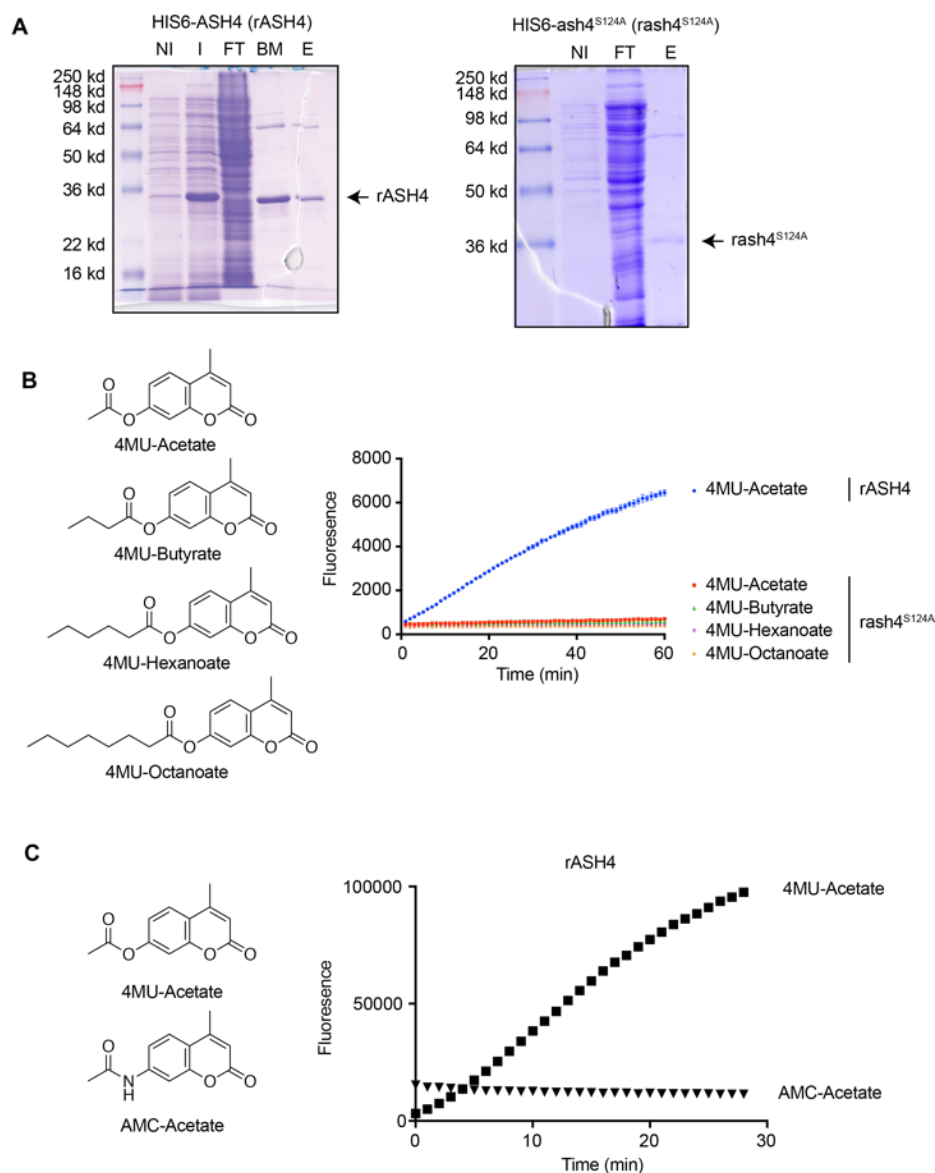 A
HIS6-ASH4 (rASH4)
NI I FT BM E
250 kd
148 kd
98 kd
64 kd
50 kd
36 kd
22 kd
16 kd
rASH4
HIS6-ash4S124A (rash4S124A)
NI FT E
250 kd
148 kd
98 kd
64 kd
50 kd
36 kd
rash4S124A
B
O
O O O
4MU-Acetate
O
O O O
4MU-Butyrate
O
O O O
4MU-Hexanoate
O
O O O
4MU-Octanoate
Fluoresence
8000
6000
4000
2000
0
0 20 40 60
Time (min)
4MU-Acetate
rASH4
4MU-Acetate
4MU-Butyrate
4MU-Hexanoate
4MU-Octanoate
rash4S124A
C
O
O O O
4MU-Acetate
O
N O O
H
AMC-Acetate
rASH4
Fluoresence
100000
50000
0
0 10 20 30
Time (min)
4MU-Acetate
AMC-Acetate